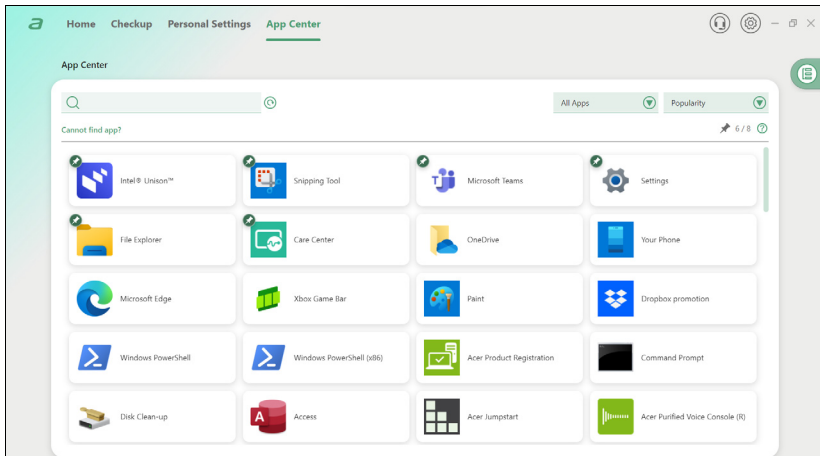 a Home Checkup Personal Settings App Center
App Center
All Apps Popularity
Cannot find app? 6 / 8 ?
Intel® Unison™ Snipping Tool Microsoft Teams Settings
File Explorer Care Center OneDrive Your Phone
Microsoft Edge Xbox Game Bar Paint Dropbox promotion
Windows PowerShell Windows PowerShell (x86) Acer Product Registration Command Prompt
Disk Clean-up A Access Acer Jumpstart Acer Purified Voice Console (R)